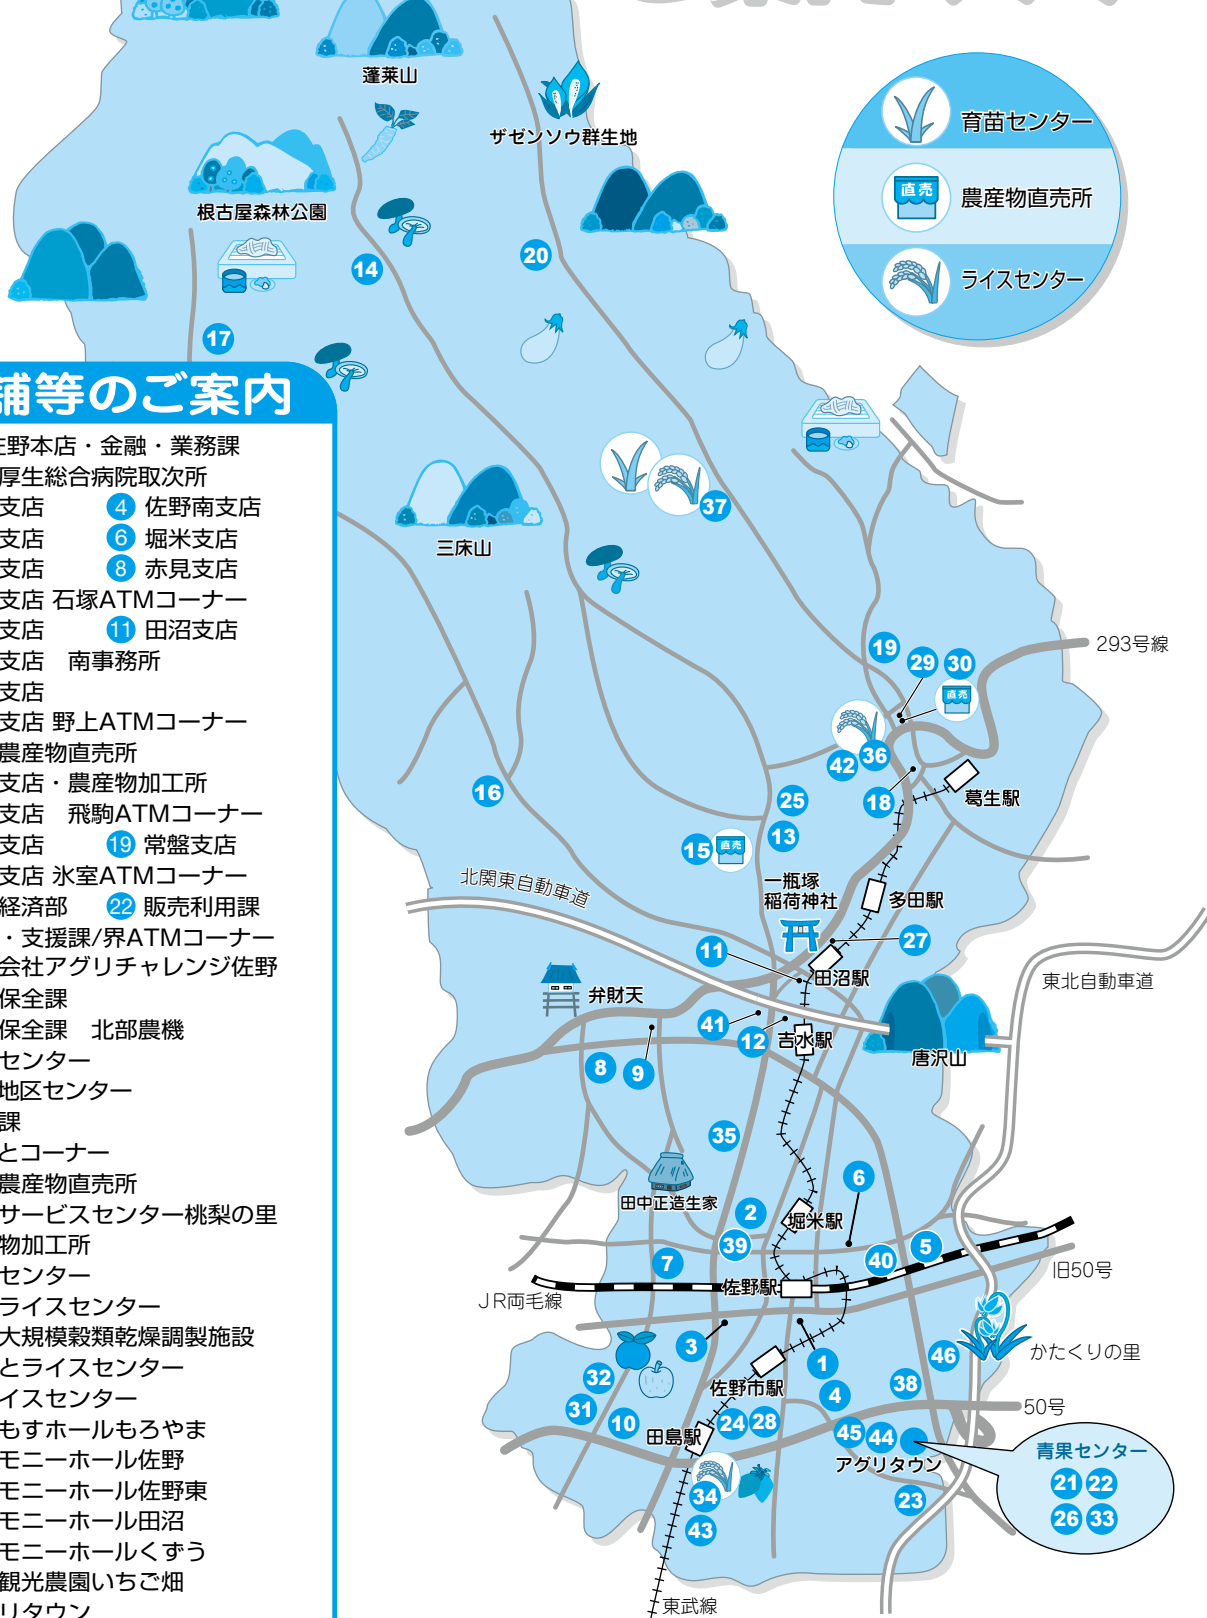 蓬莱山
ザゼンソウ群生地
根古屋森林公園
育苗センター
直売
農産物直売所
ライスセンター
14
20
17
舗等のご案内
佐野本店・金融・業務課
厚生総合病院取次所
支店 4 佐野南支店
支店 6 堀米支店
支店 8 赤見支店
支店 石塚ATMコーナー
支店 11 田沼支店
支店 南事務所
支店
支店 野上ATMコーナー
農産物直売所
支店・農産物加工所
支店 飛駒ATMコーナー
支店 19 常盤支店
支店 氷室ATMコーナー
経済部 22 販売利用課
・支援課/界ATMコーナー
会社アグリチャレンジ佐野
保全課
保全課 北部農機
センター
地区センター
課
とコーナー
農産物直売所
サービスセンター桃梨の里
物加工所
センター
ライスセンター
大規模穀類乾燥調製施設
とライスセンター
イスセンター
もすホールもろやま
モニーホール佐野
モニーホール佐野東
モニーホール田沼
モニーホールくずう
観光農園いちご畑
リタウン
37
三床山
293号線
19
29
30
直売
36
42
18
葛生駅
16
25
13
15
直売
一瓶塚
稲荷神社
北関東自動車道
多田駅
27
11
田沼駅
東北自動車道
弁財天
41
12
吉水駅
唐沢山
8
9
35
田中正造生家
6
2
堀米駅
39
5
40
7
佐野駅
旧50号
JR両毛線
3
1
46
かたくりの里
32
佐野市駅
4
38
31
10
50号
24
28
田島駅
45
44
アグリタウン
青果センター
21 22
26 33
23
34
43
東武線